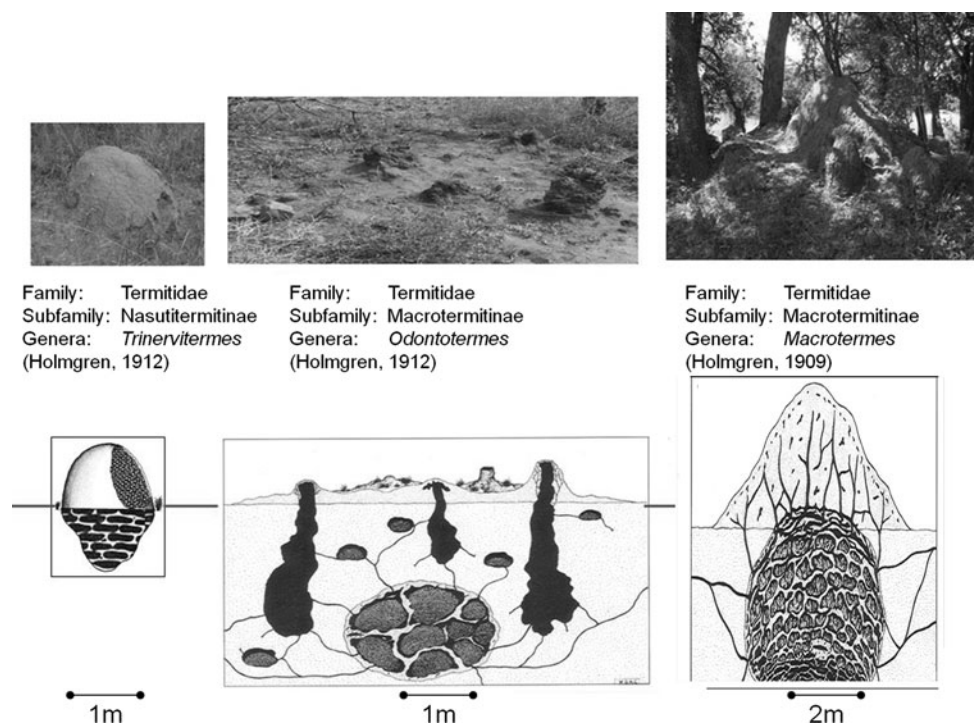 Family: Termitidae
Subfamily: Nasutitermitinae
Genera: Trinervitermes
(Holmgren, 1912)
Family: Termitidae
Subfamily: Macrotermitinae
Genera: Odontotermes
(Holmgren, 1912)
Family: Termitidae
Subfamily: Macrotermitinae
Genera: Macrotermes
(Holmgren, 1909)
1m
1m
2m